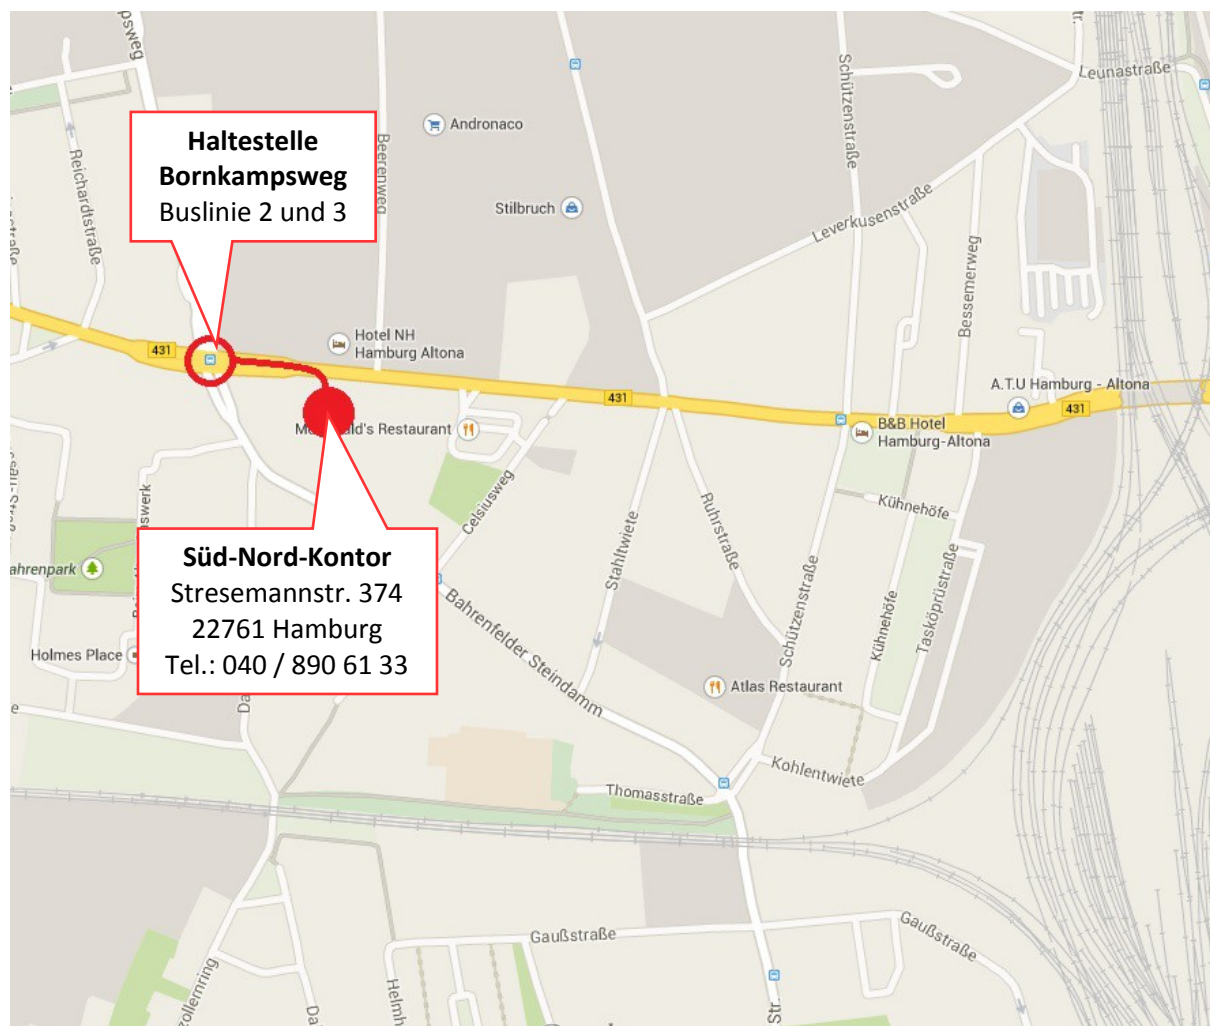 Haltestelle
Bornkampsweg
Buslinie 2 und 3
Süd-Nord-Kontor
Stresemannstr. 374
22761 Hamburg
Tel.: 040 / 890 61 33
Leunastraße
Schützenstraße
Andronaco
Beerenweg
Reichardtstraße
Stilbruch
Leverkusenstraße
Bessemerweg
Hotel NH
Hamburg Altona
431
431
431
A.T.U Hamburg - Altona
B&B Hotel
Hamburg-Altona
Restaurant
Celsiusweg
Kühnehöfe
Ruhrstraße
Stahltwiete
Schützenstraße
Kühnehöfe
Tasköprüstraße
Bahrenfelder Steindamm
Holmes Place
Atlas Restaurant
Kohlentwiete
Thomasstraße
Gaußstraße
Gaußstraße
Str.